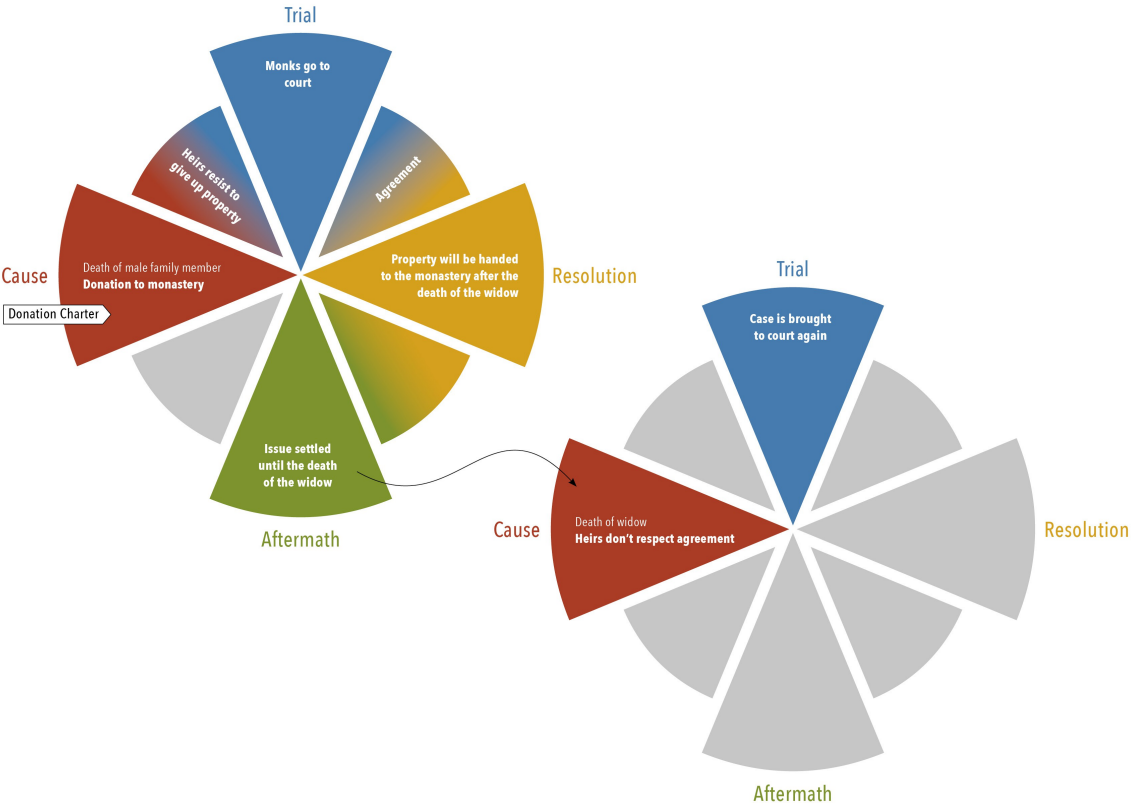 Trial
Monks go to
court
Heirs resist to
give up property
Agreement
Cause
Death of male family member
Donation to monastery
Donation Charter
Property will be handed
to the monastery after the
death of the widow
Resolution
Issue settled
until the death
of the widow
Aftermath
Trial
Case is brought
to court again
Cause
Death of widow
Heirs don’t respect agreement
Resolution
Aftermath